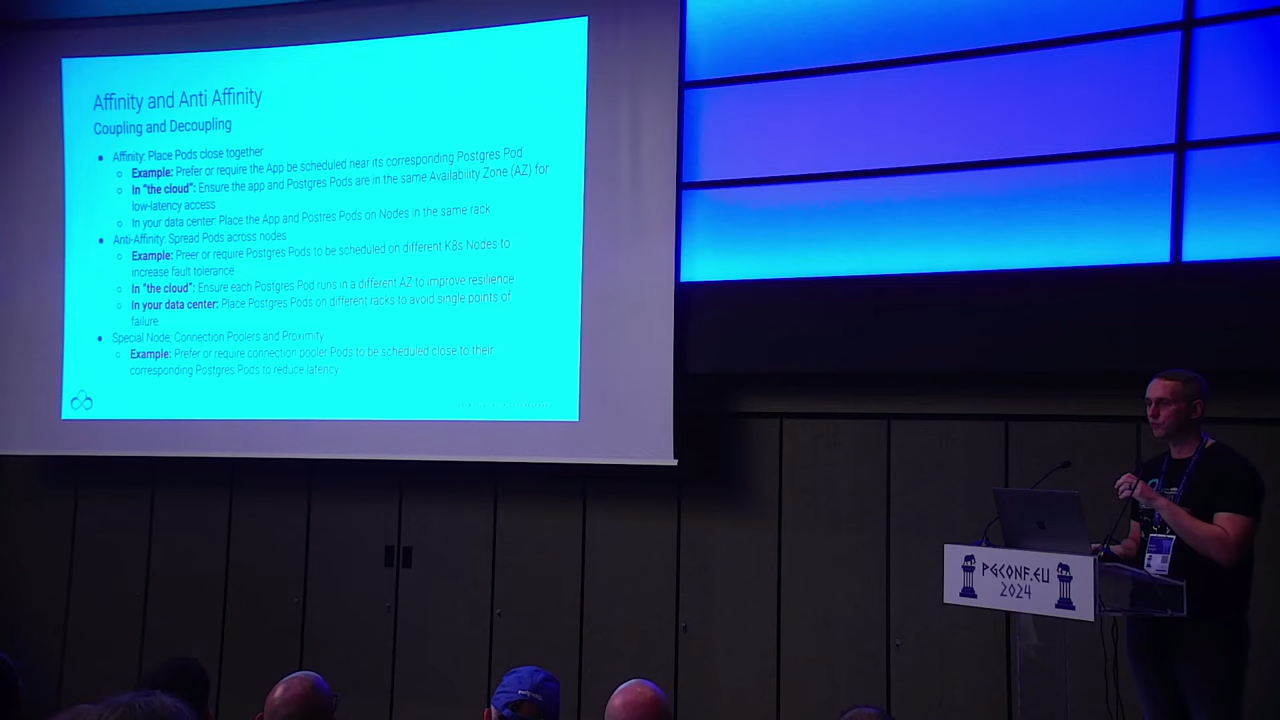 Affinity and Anti Affinity
Coupling and Decoupling
Affinity: Place Pods close together
Example: Prefer or require the App be scheduled near its corresponding Postgres Pod
In "the cloud": Ensure the app and Postgres Pods are in the same Availability Zone (AZ) for
low-latency access
In your data center: Place the App and Postres Pods on Nodes in the same rack
Anti-Affinity: Spread Pods across nodes
Example: Preer or require Postgres Pods to be scheduled on different K8s Nodes to
increase fault tolerance
In "the cloud": Ensure each Postgres Pod runs in a different AZ to improve resilience
In your data center: Place Postgres Pods on different racks to avoid single points of
failure
Special Node; Connection Poolers and Proximity
Example: Prefer or require connection pooler Pods to be scheduled close to their
corresponding Postgres Pods to reduce latency
PGCONF.EU
2024